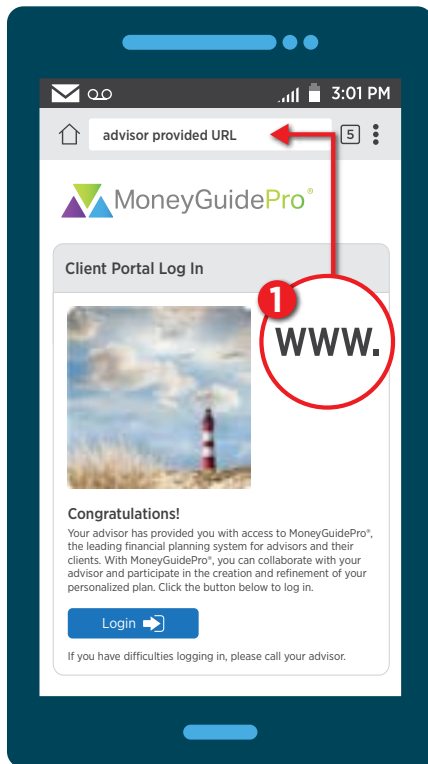 3:01 PM
advisor provided URL
5
MoneyGuidePro®
Client Portal Log In
1
WWW.
Congratulations!
Your advisor has provided you with access to MoneyGuidePro®,
the leading financial planning system for advisors and their
clients. With MoneyGuidePro®, you can collaborate with your
advisor and participate in the creation and refinement of your
personalized plan. Click the button below to log in.
Login
If you have difficulties logging in, please call your advisor.